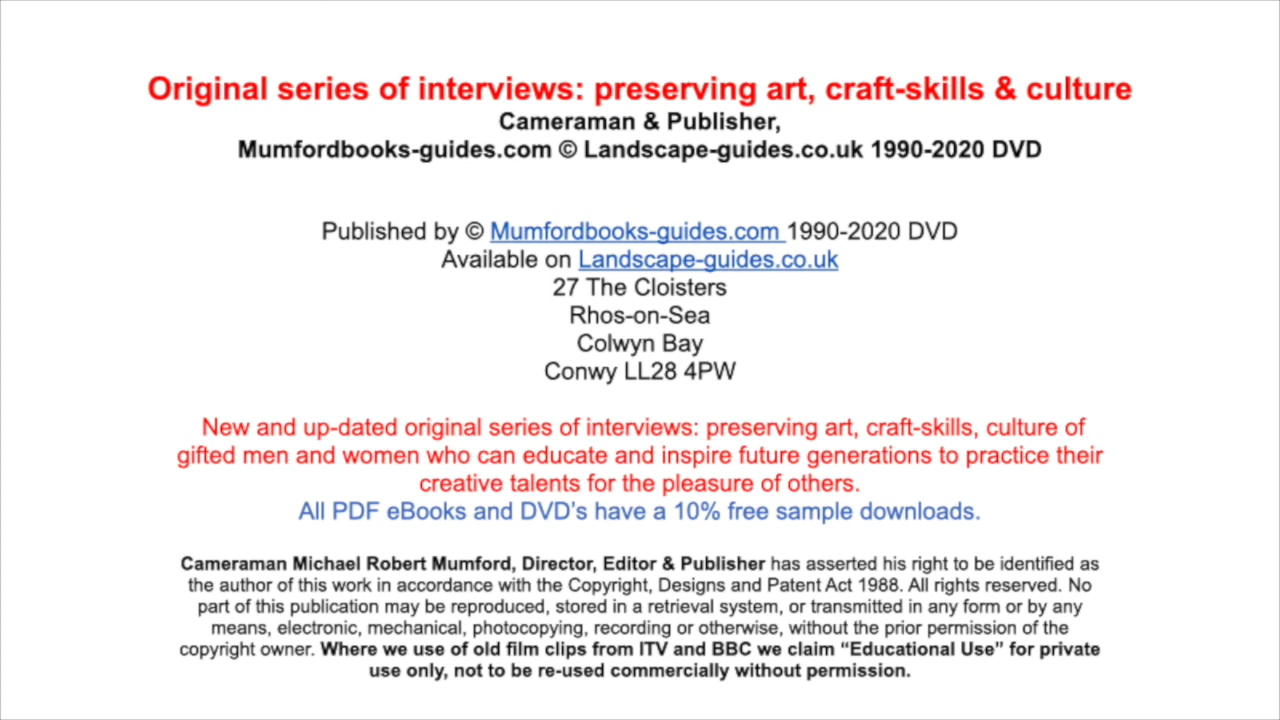 Original series of interviews: preserving art, craft-skills & culture
Cameraman & Publisher,
Mumfordbooks-guides.com © Landscape-guides.co.uk 1990-2020 DVD
Published by © Mumfordbooks-guides.com 1990-2020 DVD
Available on Landscape-guides.co.uk
27 The Cloisters
Rhos-on-Sea
Colwyn Bay
Conwy LL28 4PW
New and up-dated original series of interviews: preserving art, craft-skills, culture of
gifted men and women who can educate and inspire future generations to practice their
creative talents for the pleasure of others.
All PDF eBooks and DVD's have a 10% free sample downloads.
Cameraman Michael Robert Mumford, Director, Editor & Publisher has asserted his right to be identified as
the author of this work in accordance with the Copyright, Designs and Patent Act 1988. All rights reserved. No
part of this publication may be reproduced, stored in a retrieval system, or transmitted in any form or by any
means, electronic, mechanical, photocopying, recording or otherwise, without the prior permission of the
copyright owner. Where we use of old film clips from ITV and BBC we claim “Educational Use” for private
use only, not to be re-used commercially without permission.